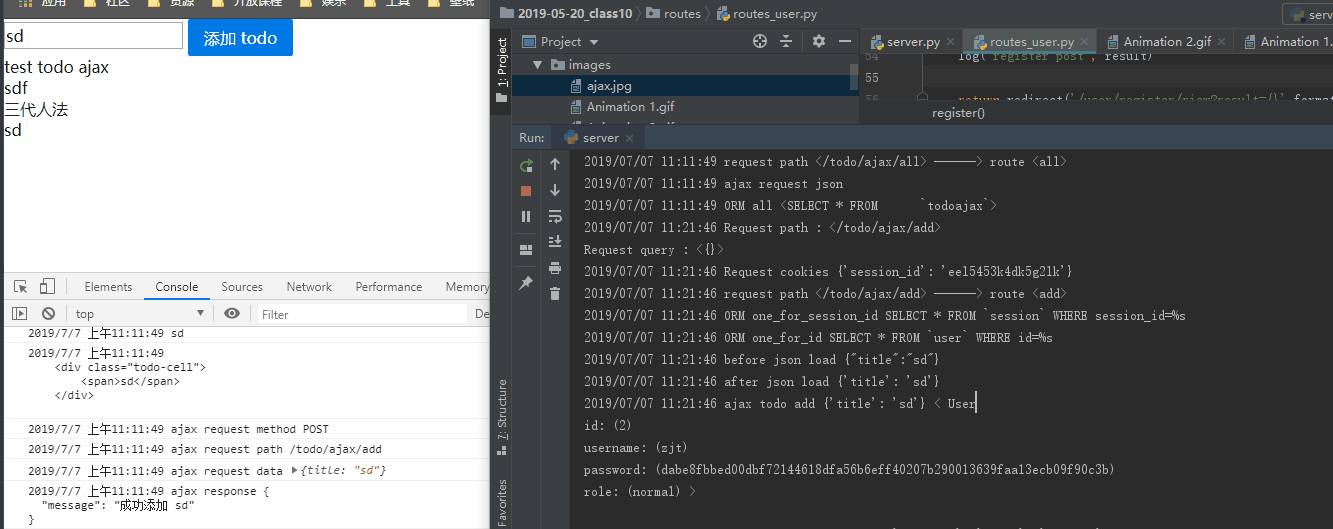 应用 社区 资源 开放课程 娱乐 工具 壁纸
sd
添加 todo
test todo ajax
sdf
三代人法
sd
Elements Console Sources Network Performance Memory
top Filter De
2019/7/7 上午11:11:49 sd
2019/7/7 上午11:11:49
<div class="todo-cell">
<span>sd</span>
</div>
2019/7/7 上午11:11:49 ajax request method POST
2019/7/7 上午11:11:49 ajax request path /todo/ajax/add
2019/7/7 上午11:11:49 ajax request data {title: "sd"}
2019/7/7 上午11:11:49 ajax response {
"message": "成功添加 sd"
}
2019-05-20_class10 routes routes_user.py
serv
1: Project
Project
images
ajax.jpg
Animation 1.gif
server.py routes_user.py Animation 2.gif Animation 1.
54 log('register post', result)
55
56 return redirect('/user/register/view?result={}'.format
register()
Run: server
7: Structure
Favorites
2019/07/07 11:11:49 request path </todo/ajax/all> ——————> route <all>
2019/07/07 11:11:49 ajax request json
2019/07/07 11:11:49 ORM all <SELECT * FROM `todoajax`>
2019/07/07 11:21:46 Request path : </todo/ajax/add>
Request query : <{}>
2019/07/07 11:21:46 Request cookies {'session_id': 'eel5453k4dk5g2lk'}
2019/07/07 11:21:46 request path </todo/ajax/add> ——————> route <add>
2019/07/07 11:21:46 ORM one_for_session_id SELECT * FROM `session` WHERE session_id=%s
2019/07/07 11:21:46 ORM one_for_id SELECT * FROM `user` WHERE id=%s
2019/07/07 11:21:46 before json load {"title":"sd"}
2019/07/07 11:21:46 after json load {'title': 'sd'}
2019/07/07 11:21:46 ajax todo add {'title': 'sd'} < User
id: (2)
username: (zjt)
password: (dabe8fbbed00dbf72144618dfa56b6eff40207b290013639faa13ecb09f90c3b)
role: (normal) >